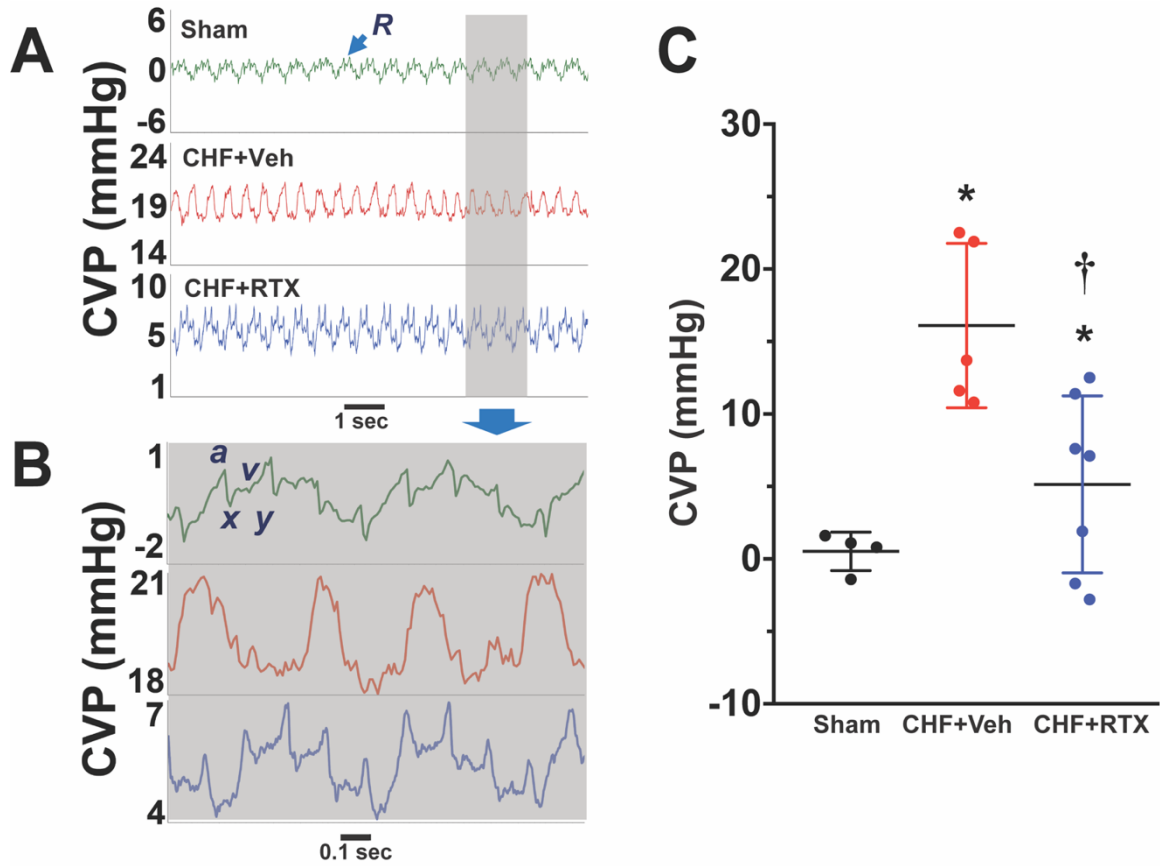 A
CVP (mmHg)
6
0
-6
Sham
R
24
19
14
CHF+Veh
10
5
1
CHF+RTX
1 sec
B
CVP (mmHg)
1
-2
a
v
x
y
21
18
7
4
0.1 sec
C
CVP (mmHg)
30
20
10
0
-10
*
†
*
Sham
CHF+Veh
CHF+RTX